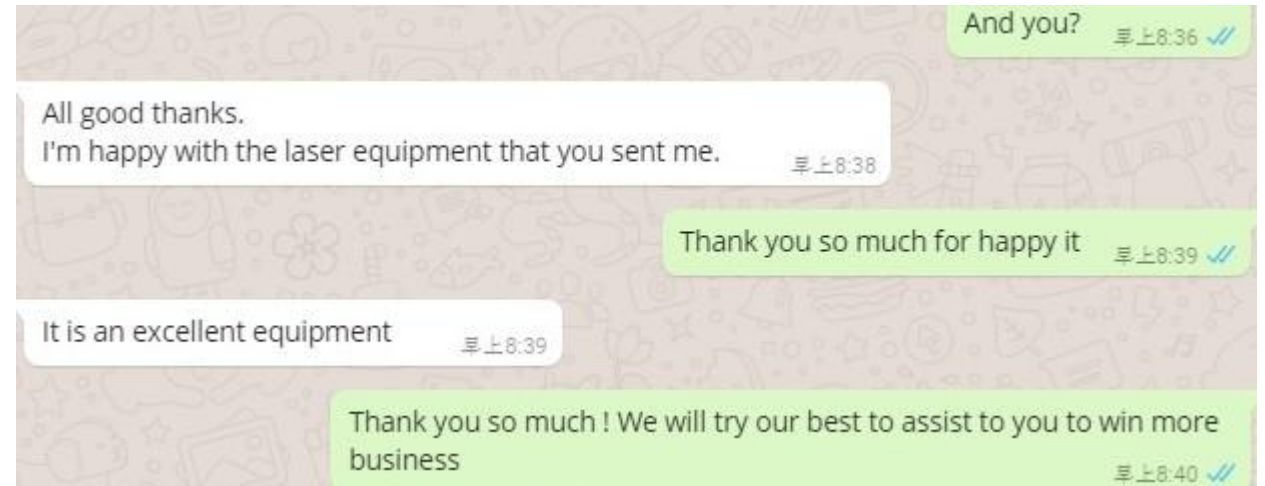 And you?
早上8:36
All good thanks.
I'm happy with the laser equipment that you sent me.
早上8:38
Thank you so much for happy it
早上8:39
It is an excellent equipment
早上8:39
Thank you so much ! We will try our best to assist to you to win more
business
早上8:40